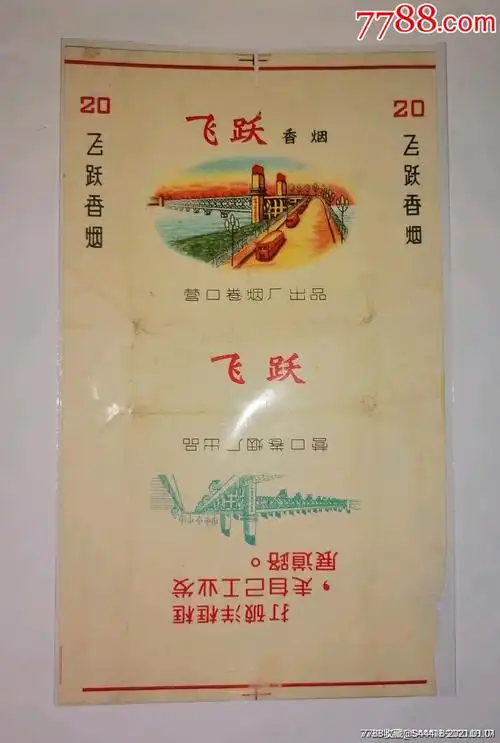 7788.com
20
飞跃香烟
飞跃 香烟
20
飞跃香烟
营口卷烟厂出品
飞跃
营口卷烟厂出品
打破洋框框
，走自己工业发
展道路。
7788收藏@S44418-2021.01.01